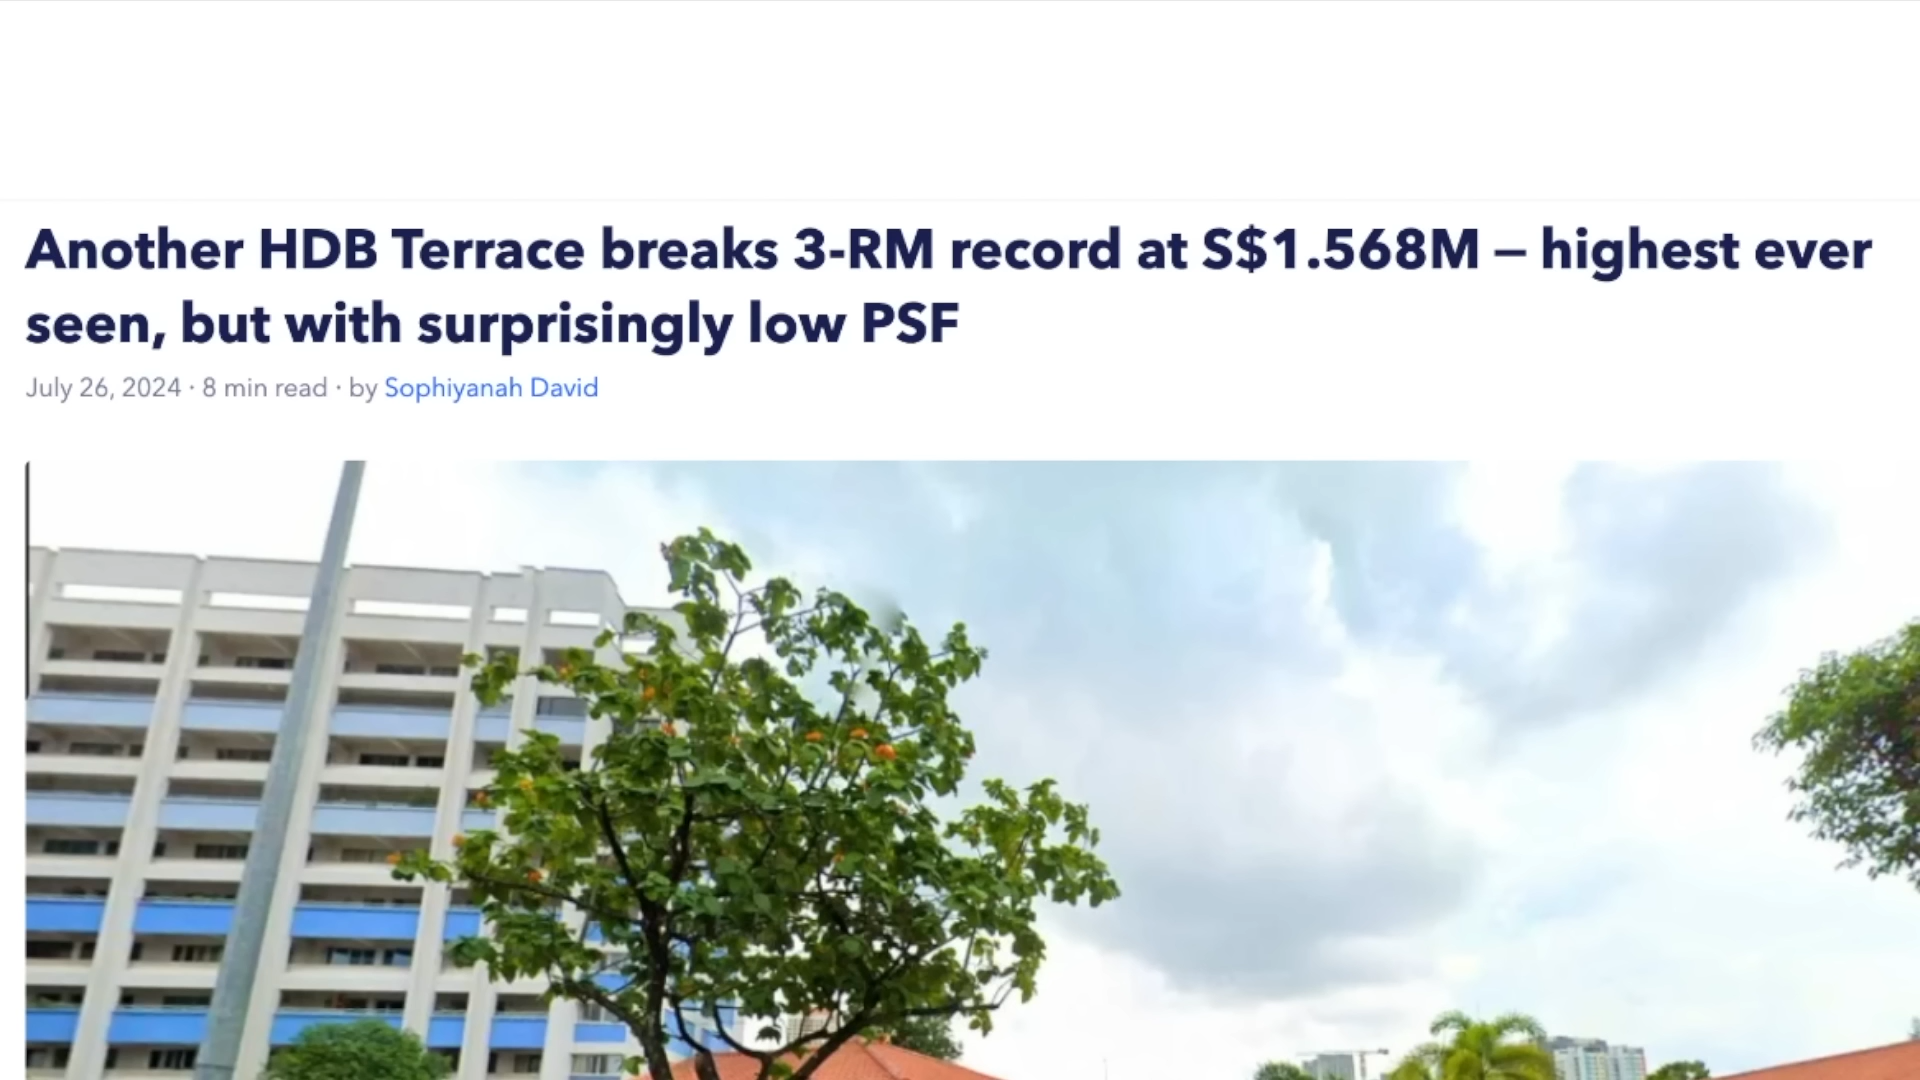 Another HDB Terrace breaks 3-RM record at S$1.568M – highest ever
seen, but with surprisingly low PSF
July 26, 2024 · 8 min read · by Sophiyanah David